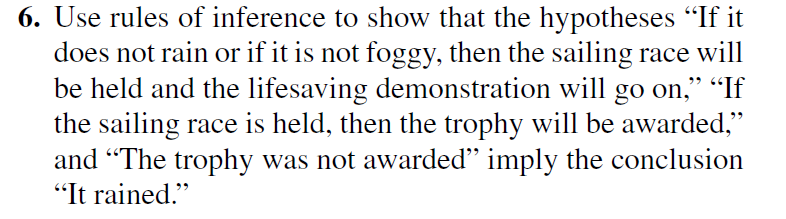 6. Use rules of inference to show that the hypotheses “If it
does not rain or if it is not foggy, then the sailing race will
be held and the lifesaving demonstration will go on,” “If
the sailing race is held, then the trophy will be awarded,”
and “The trophy was not awarded” imply the conclusion
“It rained.”